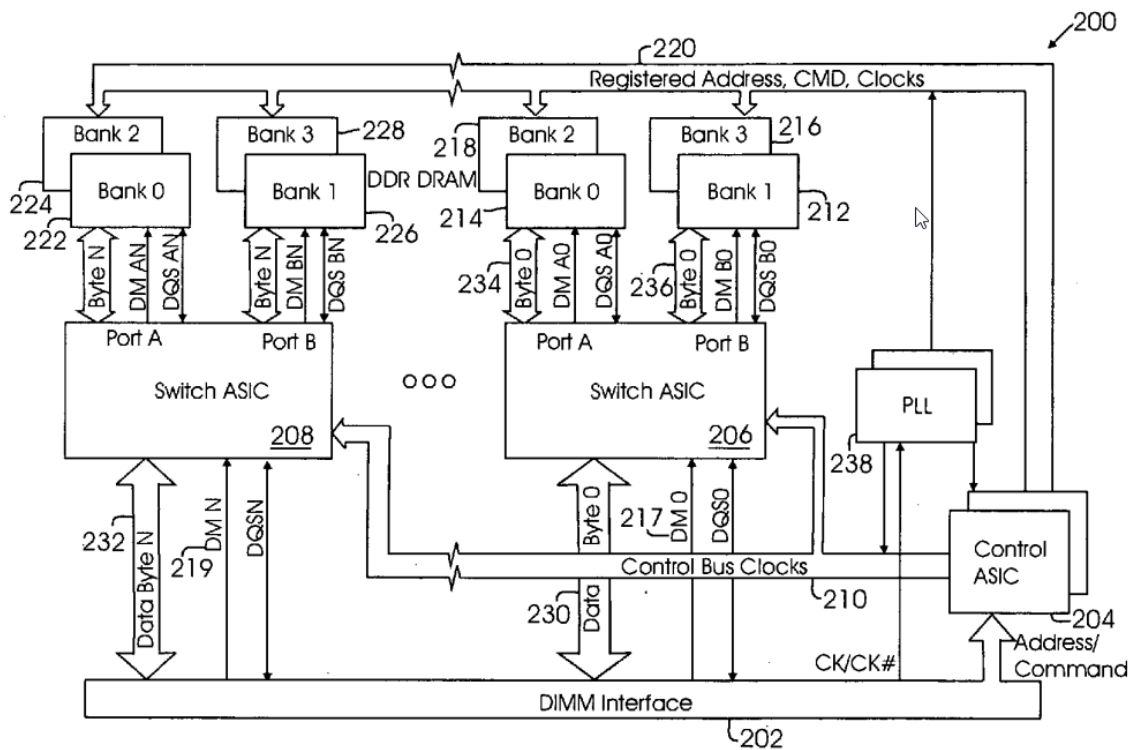 200
220
Registered Address, CMD, Clocks
Bank 2
Bank 3
228
218
Bank 2
Bank 3
216
Bank 0
Bank 1
DDR DRAM
Bank 0
Bank 1
224
222
226
214
212
Byte N
DM AN
DQS AN
Byte N
DM BN
DQS BN
234
Byte 0
DM A0
DQS A0
236
Byte 0
DM B0
DQS B0
Port A
Port B
Port A
Port B
Switch ASIC
Switch ASIC
PLL
208
206
238
232
Data Byte N
DM N
219
DQSN
230
Data Byte 0
217
DM 0
DQS0
Control Bus Clocks
210
Control
ASIC
204
CK/CK#
Address/
Command
DIMM Interface
202